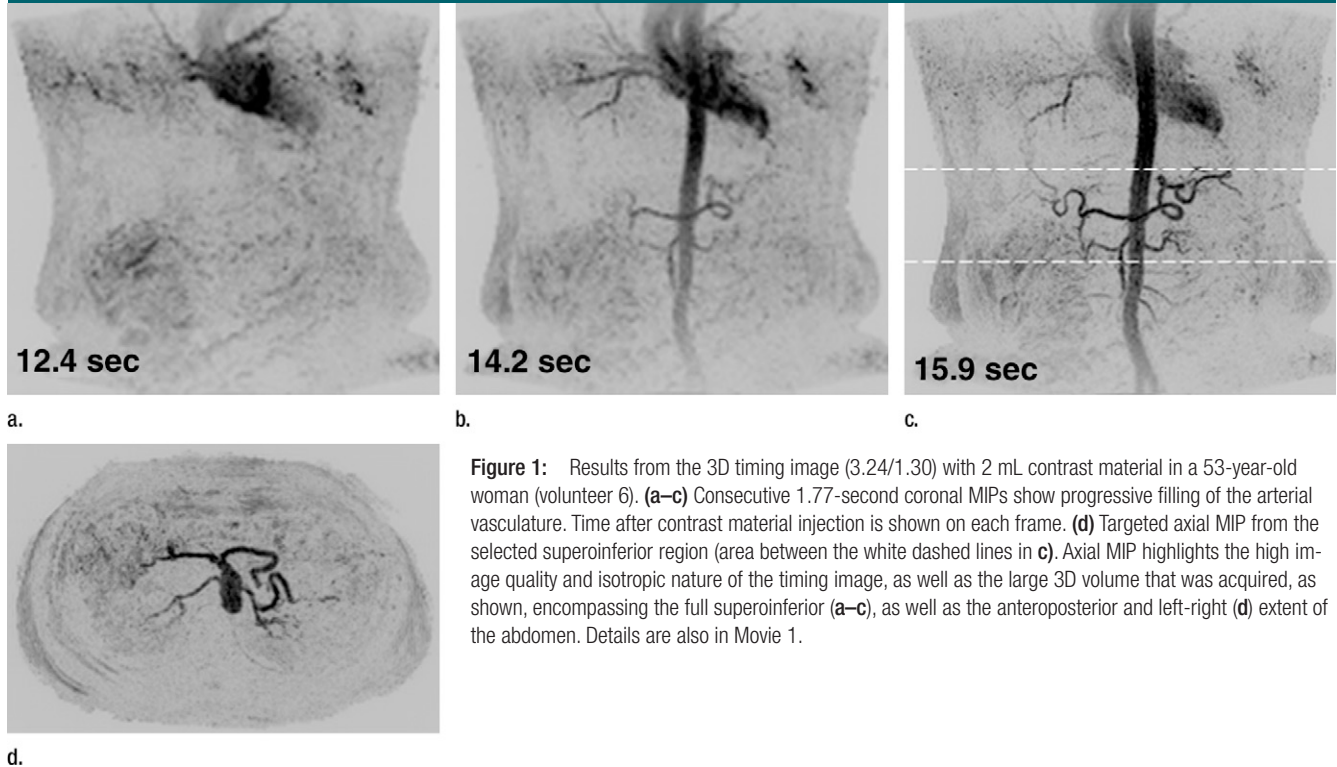 12.4 sec
14.2 sec
15.9 sec
a.
b.
c.
Figure 1: Results from the 3D timing image (3.24/1.30) with 2 mL contrast material in a 53-year-old
woman (volunteer 6). (a–c) Consecutive 1.77-second coronal MIPs show progressive filling of the arterial
vasculature. Time after contrast material injection is shown on each frame. (d) Targeted axial MIP from the
selected superoinferior region (area between the white dashed lines in c). Axial MIP highlights the high im-
age quality and isotropic nature of the timing image, as well as the large 3D volume that was acquired, as
shown, encompassing the full superoinferior (a–c), as well as the anteroposterior and left-right (d) extent of
the abdomen. Details are also in Movie 1.
d.